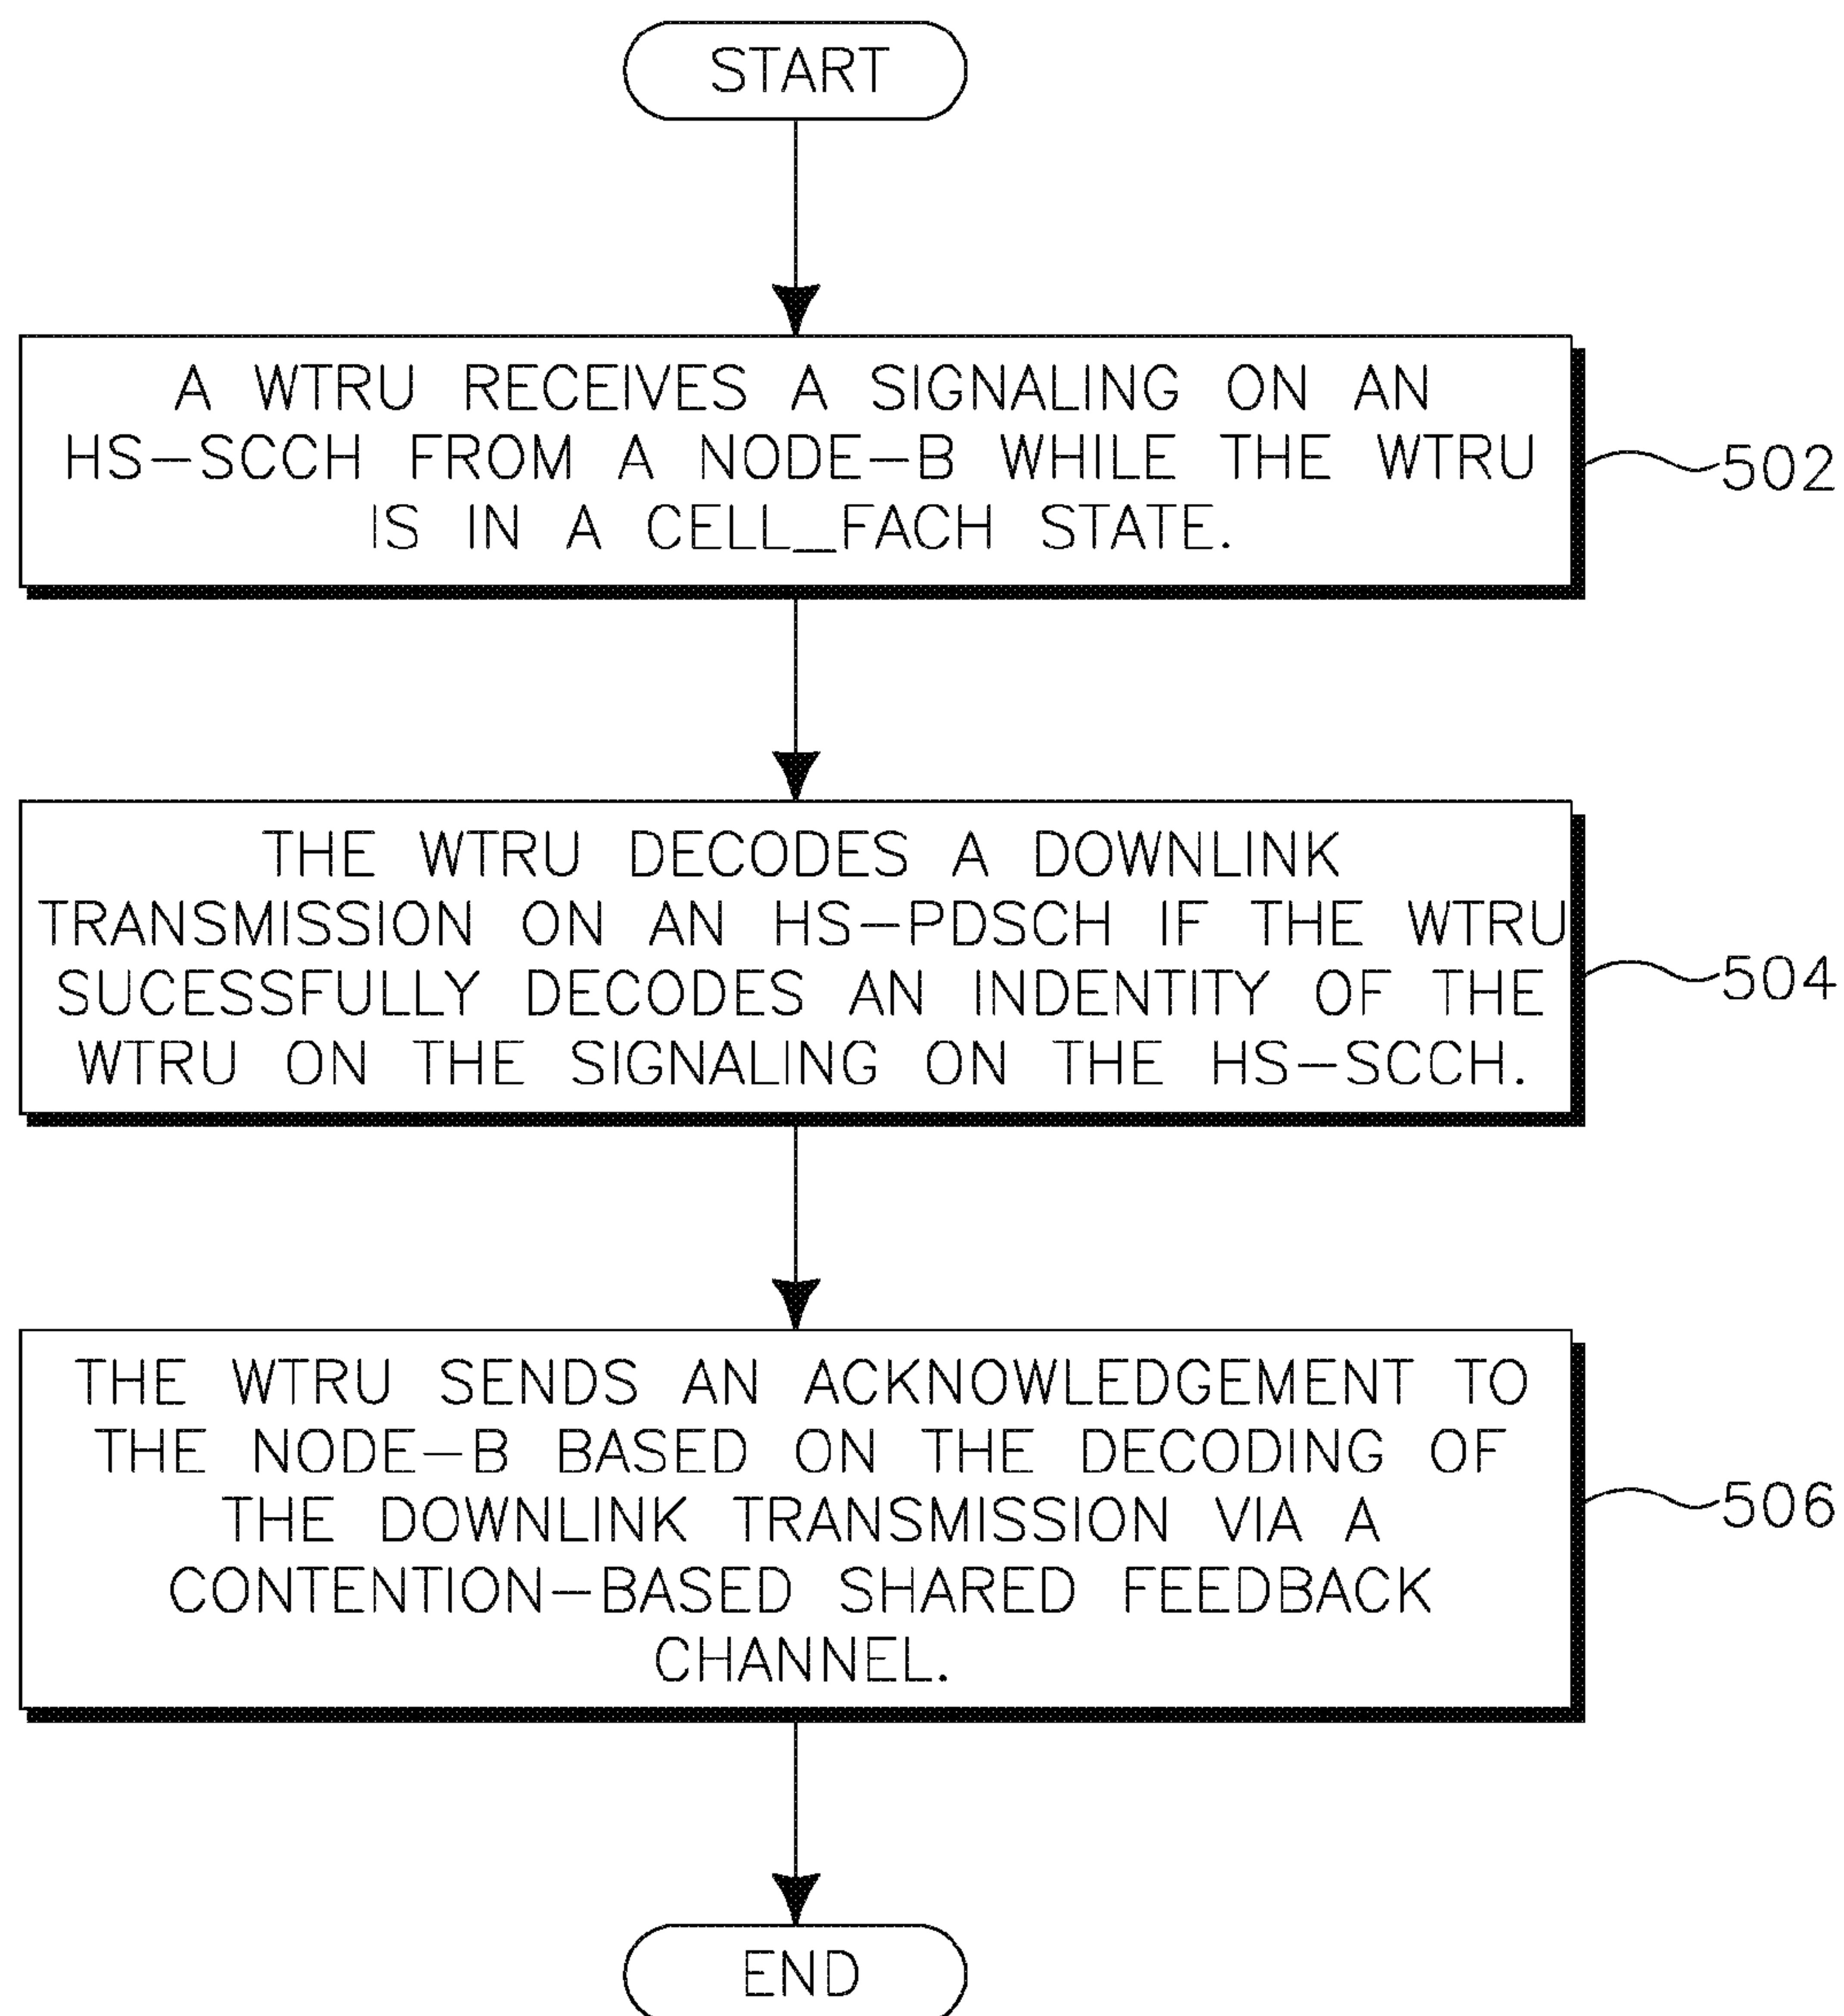 START
A WTRU RECEIVES A SIGNALING ON AN
HS-SCCH FROM A NODE-B WHILE THE WTRU
IS IN A CELL_FACH STATE.
502
THE WTRU DECODES A DOWNLINK
TRANSMISSION ON AN HS-PDSCH IF THE WTRU
SUCESSFULLY DECODES AN INDENTITY OF THE
WTRU ON THE SIGNALING ON THE HS-SCCH.
504
THE WTRU SENDS AN ACKNOWLEDGEMENT TO
THE NODE-B BASED ON THE DECODING OF
THE DOWNLINK TRANSMISSION VIA A
CONTENTION-BASED SHARED FEEDBACK
CHANNEL.
506
END